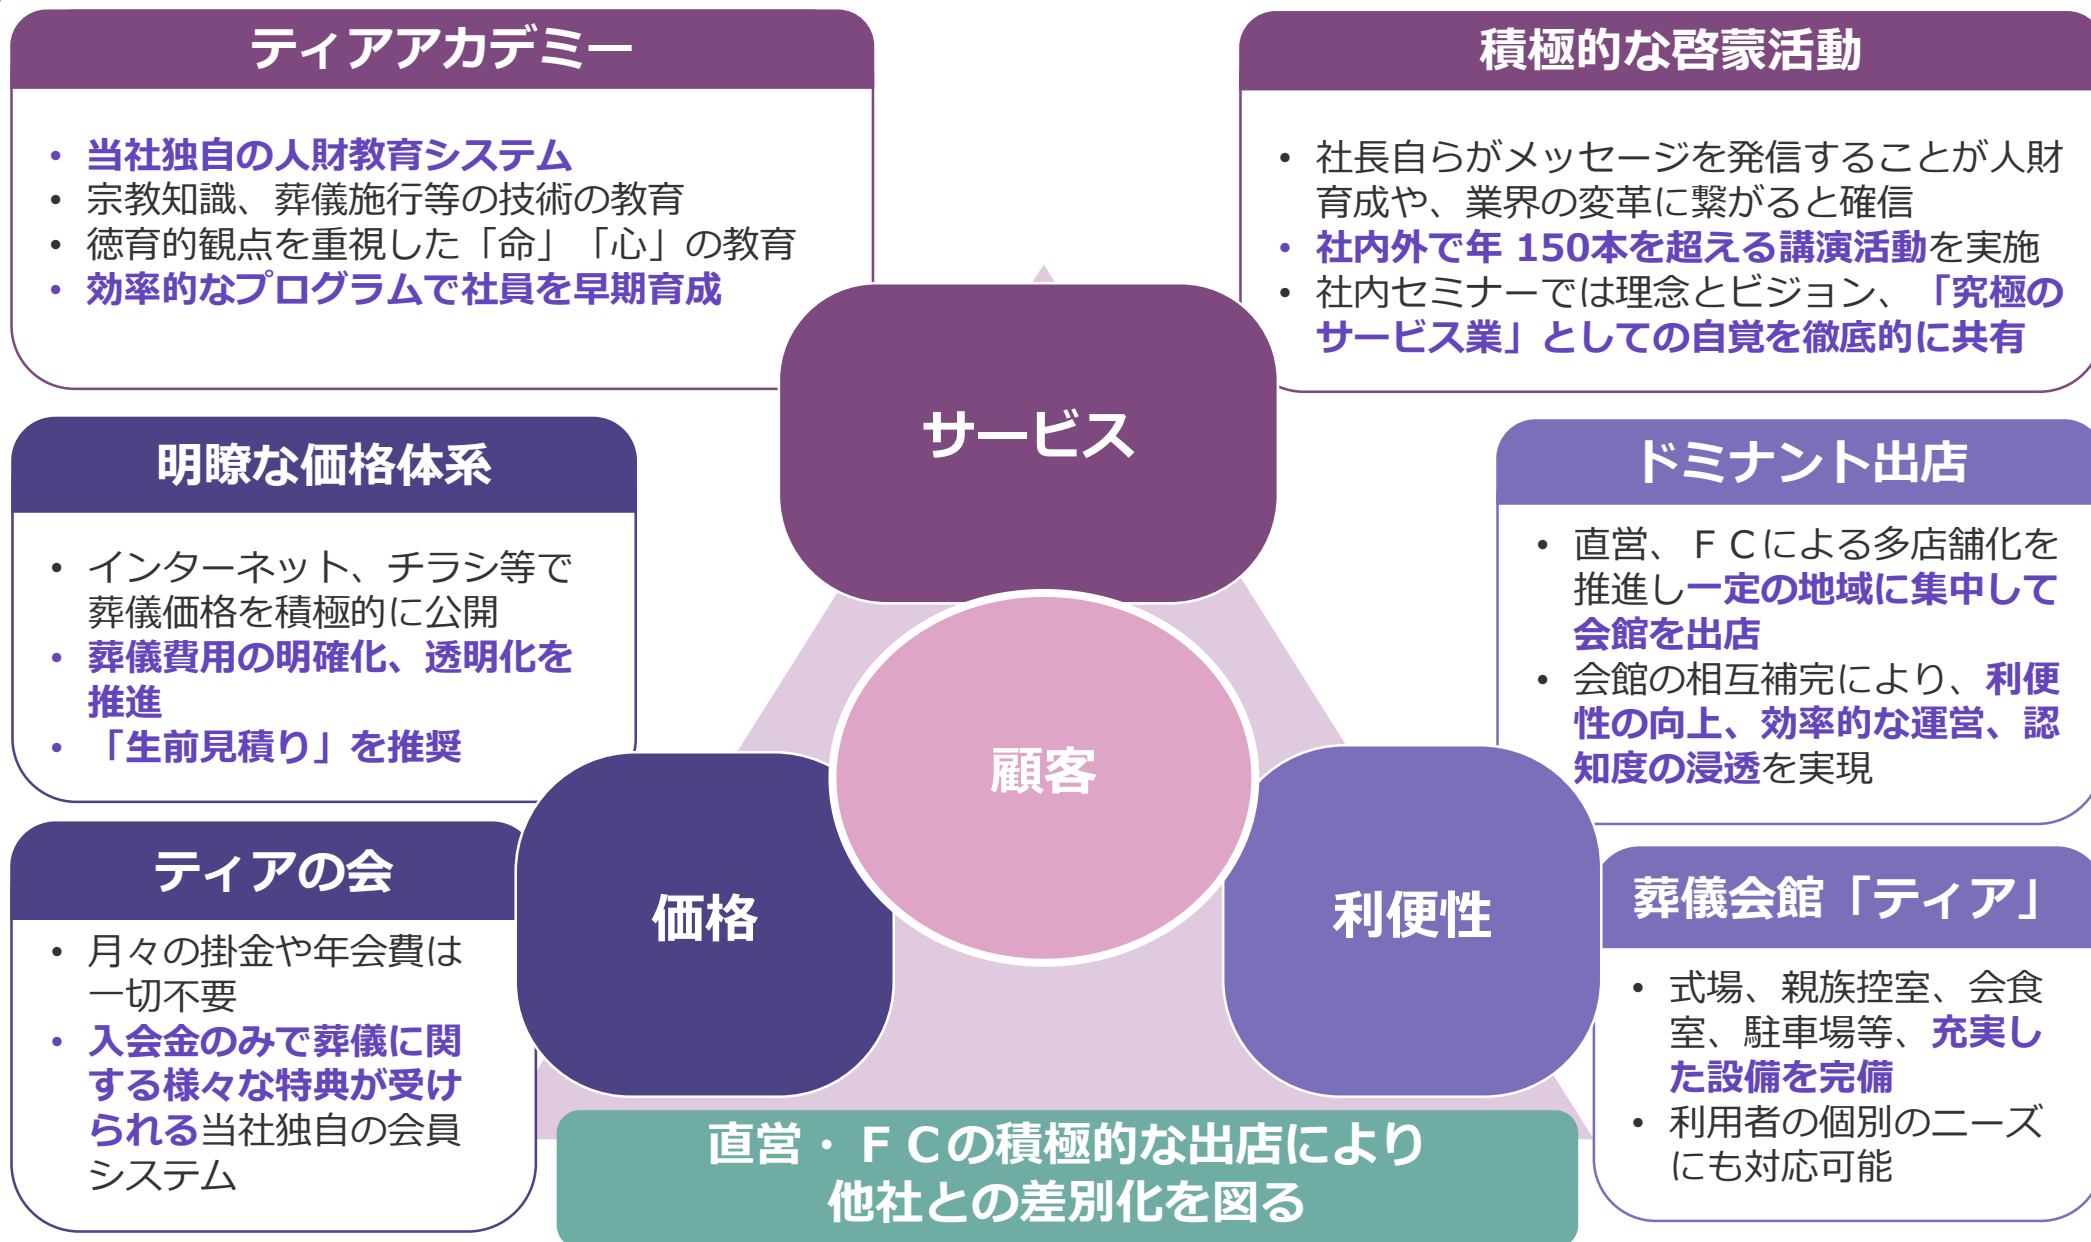 ティアアカデミー
• 当社独自の人財教育システム
• 宗教知識、葬儀施行等の技術の教育
• 徳育的観点を重視した「命」「心」の教育
• 効率的なプログラムで社員を早期育成
積極的な啓蒙活動
• 社長自らがメッセージを発信することが人財
育成や、業界の変革に繋がると確信
• 社内外で年 150本を超える講演活動を実施
• 社内セミナーでは理念とビジョン、「究極の
サービス業」としての自覚を徹底的に共有
サービス
明瞭な価格体系
• インターネット、チラシ等で
葬儀価格を積極的に公開
• 葬儀費用の明確化、透明化を
推進
• 「生前見積り」を推奨
ドミナント出店
• 直営、ＦＣによる多店舗化を
推進し一定の地域に集中して
会館を出店
• 会館の相互補完により、利便
性の向上、効率的な運営、認
知度の浸透を実現
顧客
ティアの会
• 月々の掛金や年会費は
一切不要
• 入会金のみで葬儀に関
する様々な特典が受け
られる当社独自の会員
システム
価格
利便性
葬儀会館「ティア」
• 式場、親族控室、会食
室、駐車場等、充実し
た設備を完備
• 利用者の個別のニーズ
にも対応可能
直営・ＦＣの積極的な出店により
他社との差別化を図る